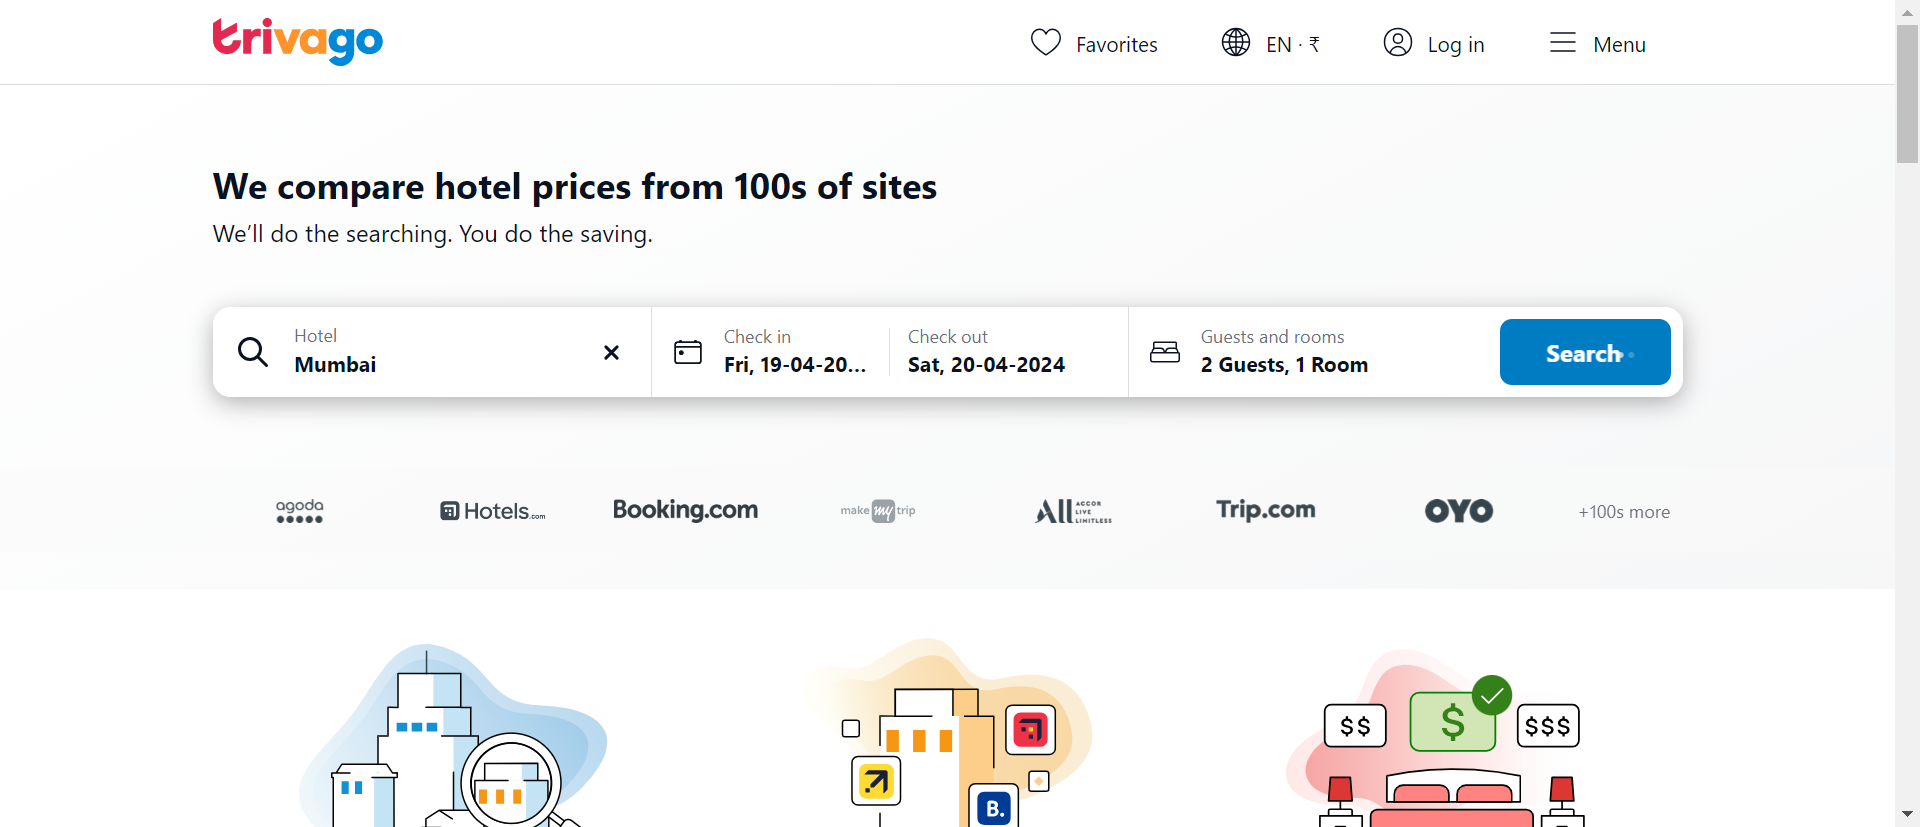 trivago
Favorites
EN · ₹
Log in
Menu
We compare hotel prices from 100s of sites
We'll do the searching. You do the saving.
Hotel
Mumbai
Check in
Fri, 19-04-20...
Check out
Sat, 20-04-2024
Guests and rooms
2 Guests, 1 Room
Search
agoda
Hotels.com
Booking.com
make my trip
ALL ACCOR
LIVE
LIMITLESS
Trip.com
OYO
+100s more
$$
$
$$$
B.